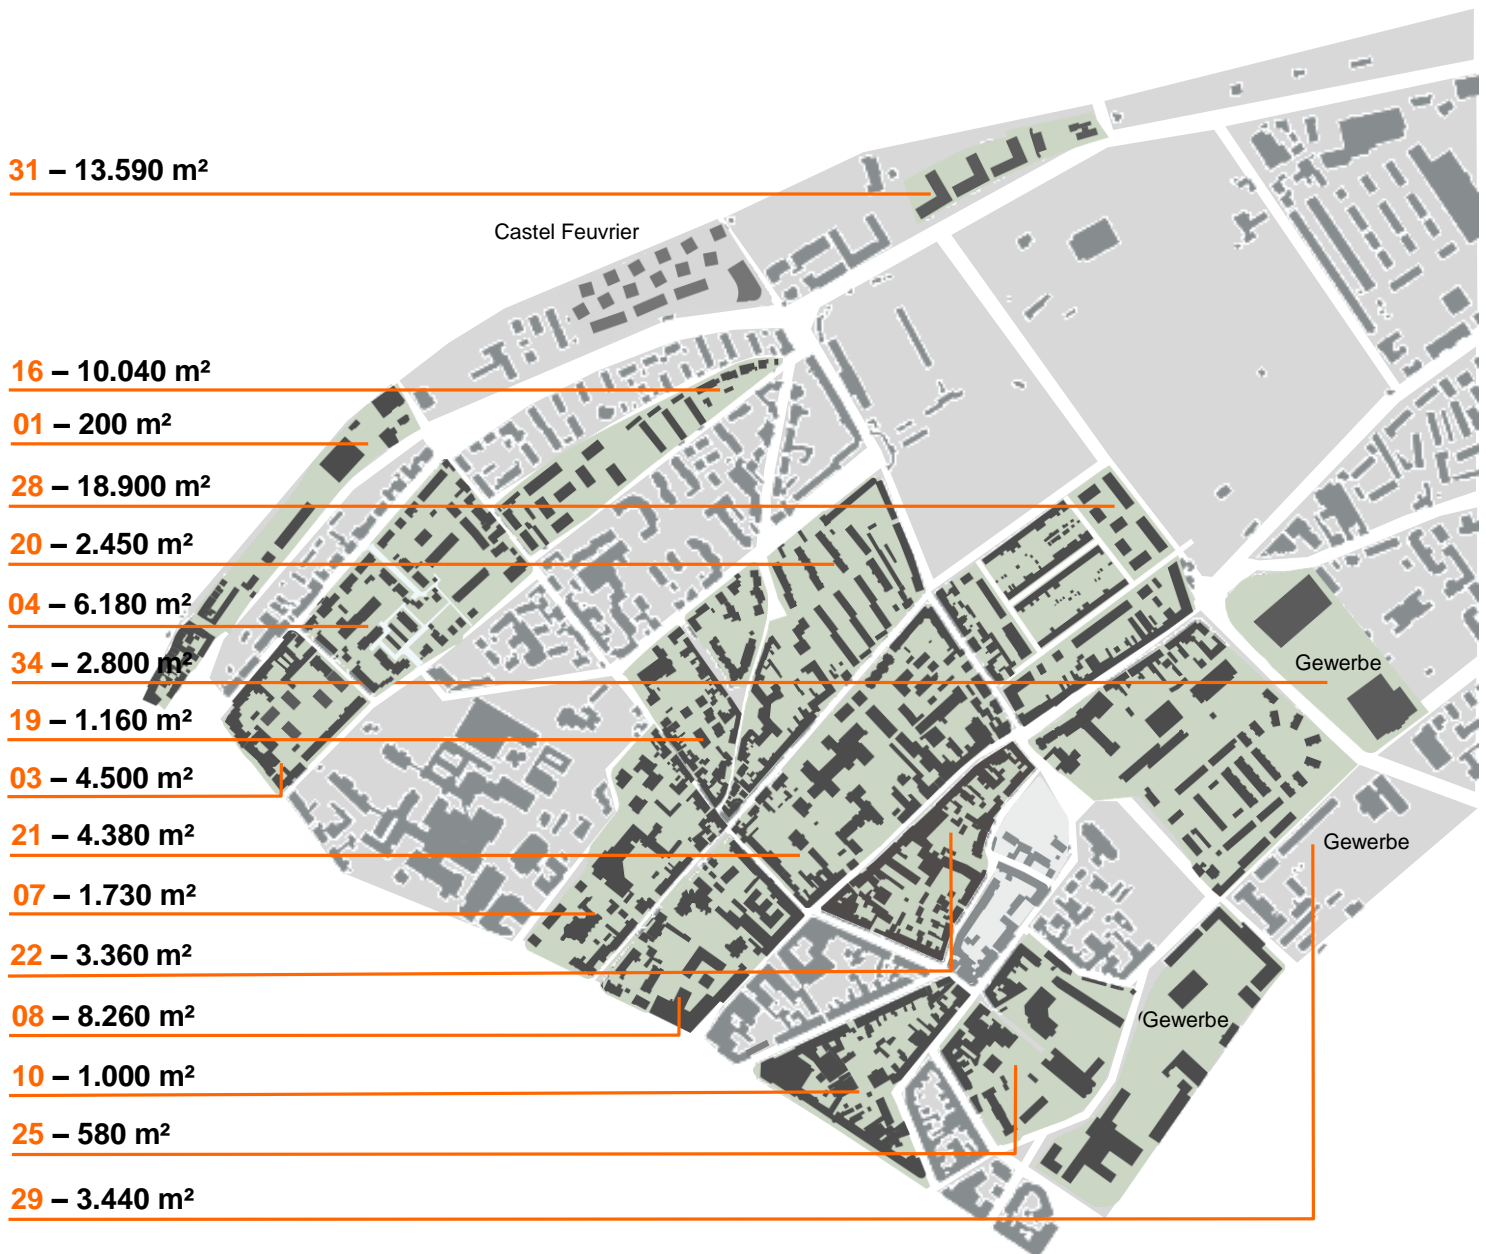 31 – 13.590 m²
Castel Feuvrier
16 – 10.040 m²
01 – 200 m²
28 – 18.900 m²
20 – 2.450 m²
04 – 6.180 m²
34 – 2.800 m²
Gewerbe
19 – 1.160 m²
03 – 4.500 m²
21 – 4.380 m²
Gewerbe
07 – 1.730 m²
22 – 3.360 m²
08 – 8.260 m²
Gewerbe
10 – 1.000 m²
25 – 580 m²
29 – 3.440 m²